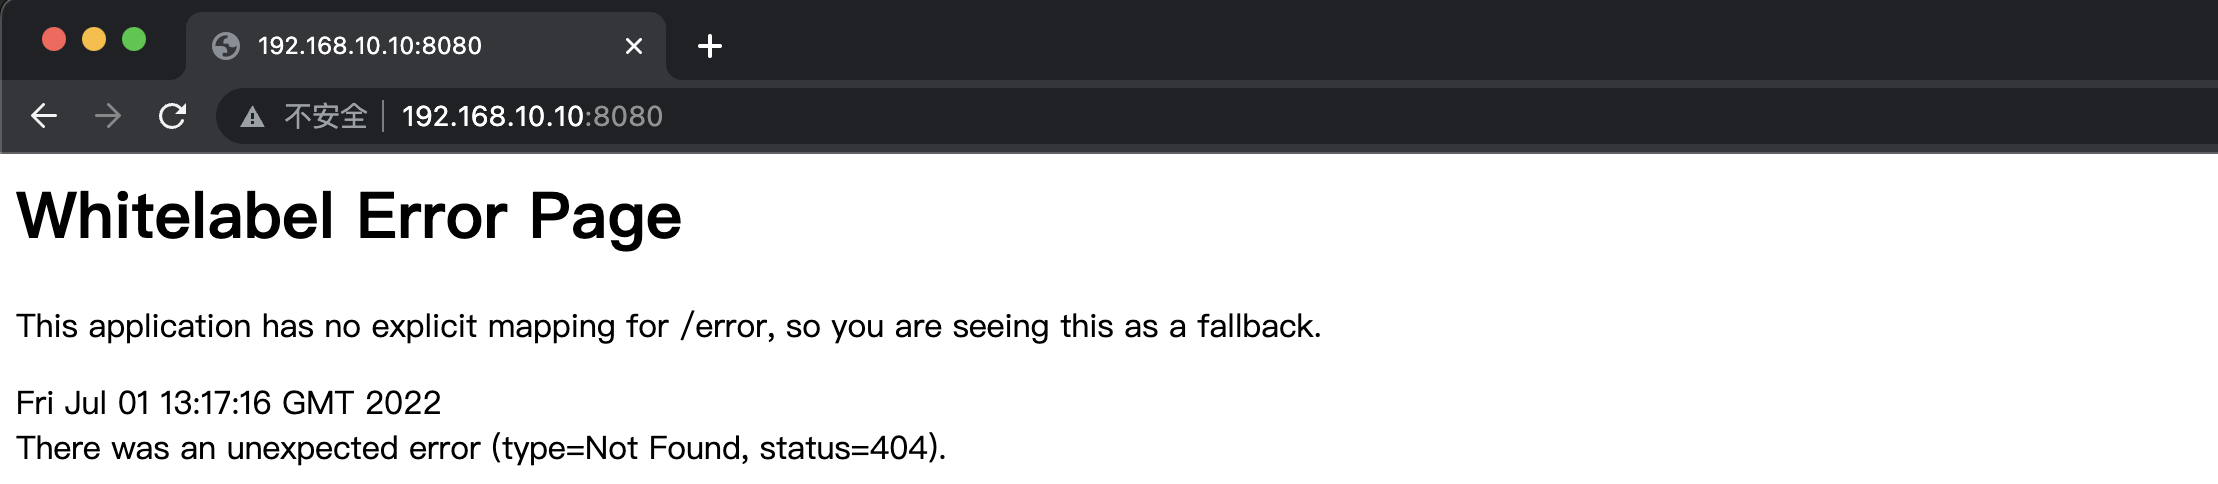 192.168.10.10:8080
不安全 192.168.10.10:8080
Whitelabel Error Page
This application has no explicit mapping for /error, so you are seeing this as a fallback.
Fri Jul 01 13:17:16 GMT 2022
There was an unexpected error (type=Not Found, status=404).